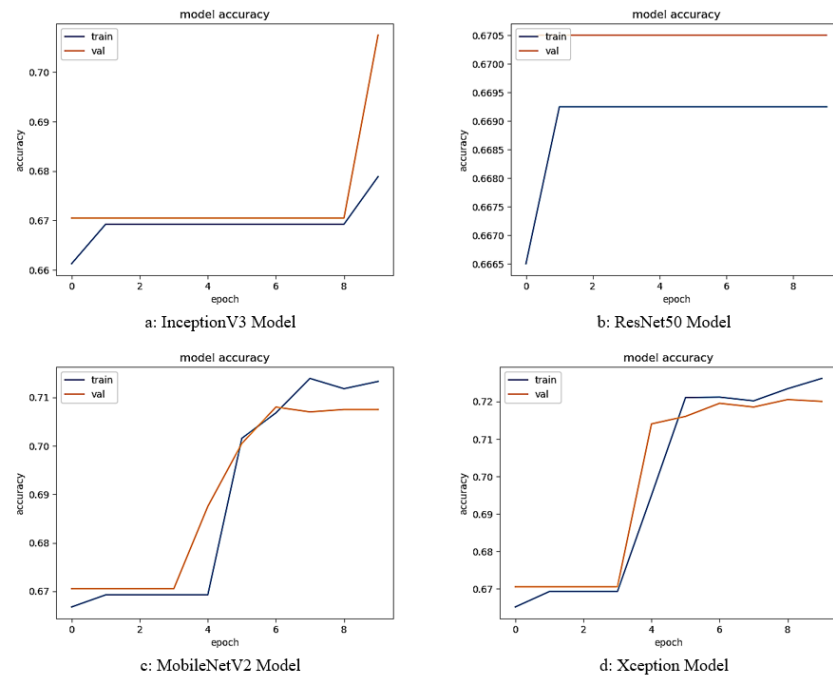 model accuracy
train
val
0.70
0.69
0.68
0.67
0.66
accuracy
0 2 4 6 8
epoch
a: InceptionV3 Model
model accuracy
train
val
0.6705
0.6700
0.6695
0.6690
0.6685
0.6680
0.6675
0.6670
0.6665
accuracy
0 2 4 6 8
epoch
b: ResNet50 Model
model accuracy
train
val
0.71
0.70
0.69
0.68
0.67
accuracy
0 2 4 6 8
epoch
c: MobileNetV2 Model
model accuracy
train
val
0.72
0.71
0.70
0.69
0.68
0.67
accuracy
0 2 4 6 8
epoch
d: Xception Model